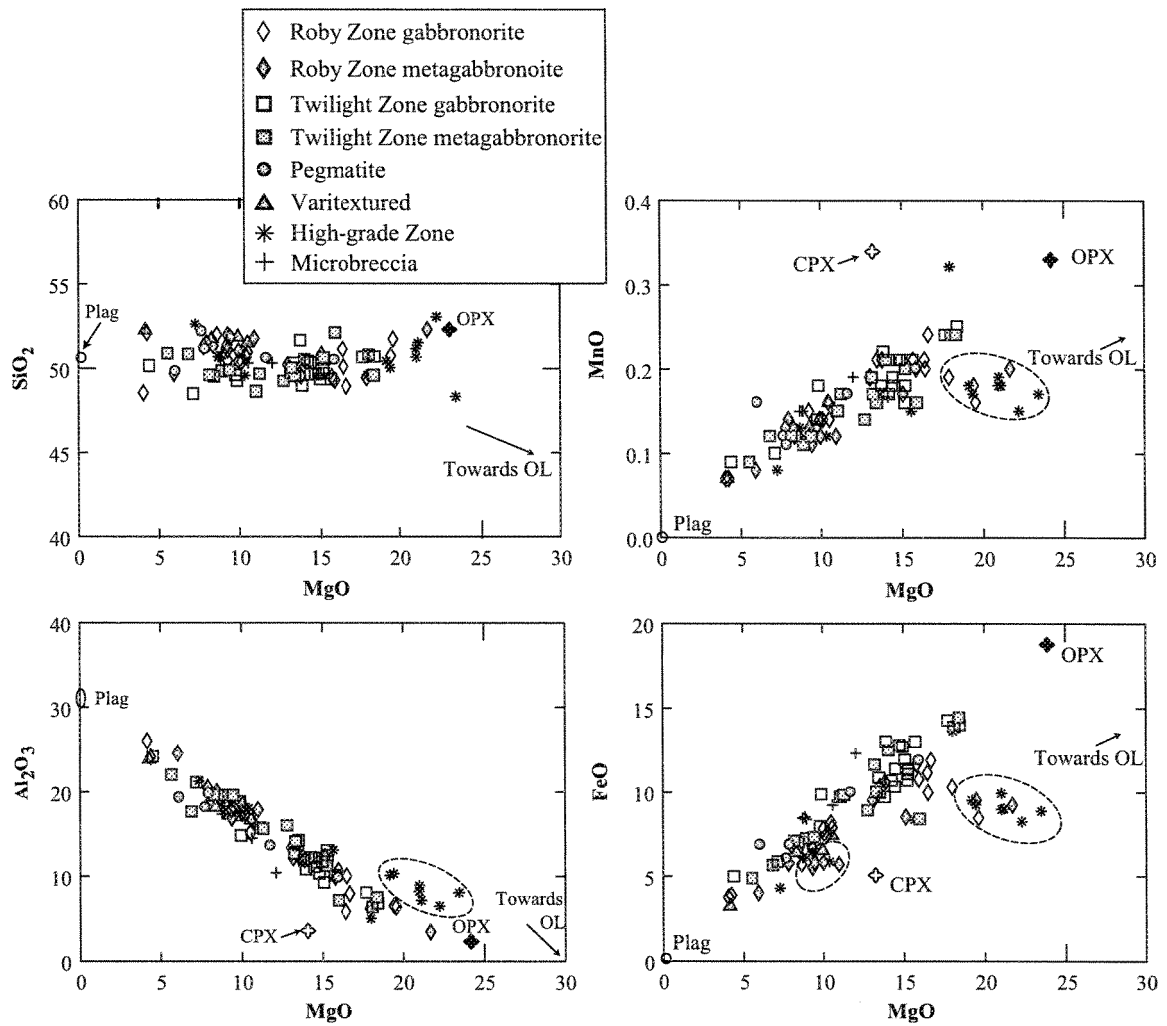 Roby Zone gabbronorite
Roby Zone metagabbronoite
Twilight Zone gabbronorite
Twilight Zone metagabbronorite
Pegmatite
Varitextured
High-grade Zone
Microbreccia
60
55
50
45
40
SiO2
Plag
OPX
Towards OL
0 5 10 15 20 25 30
MgO
0.4
0.3
0.2
0.1
0.0
MnO
CPX
OPX
Towards OL
Plag
0 5 10 15 20 25 30
MgO
40
30
20
10
0
Al2O3
Plag
CPX
OPX
Towards
OL
0 5 10 15 20 25 30
MgO
20
15
10
5
0
FeO
OPX
Towards OL
CPX
Plag
0 5 10 15 20 25 30
MgO